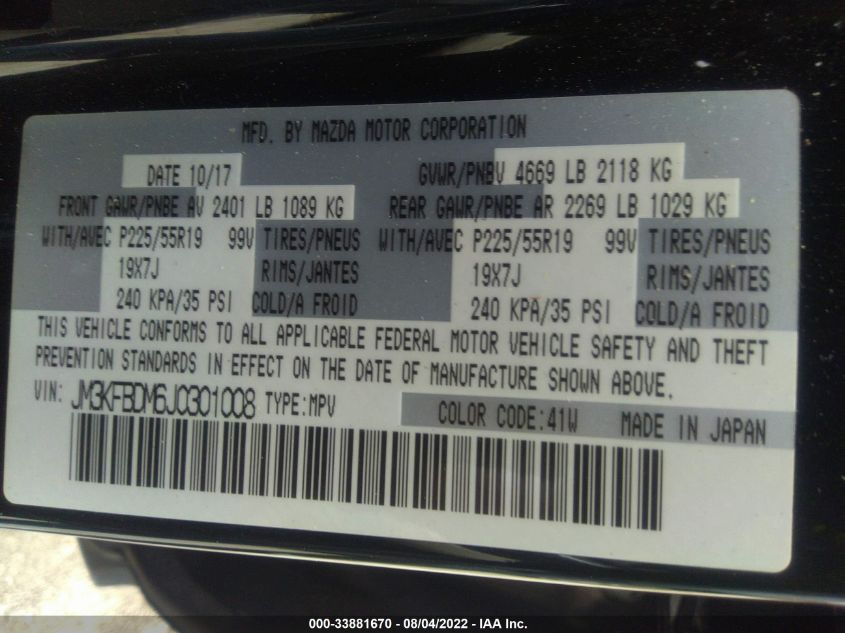 MFD. BY MAZDA MOTOR CORPORATION
DATE 10/17 GVWR/PNBV 4669 LB 2118 KG
FRONT GAWR/PNBE AV 2401 LB 1089 KG REAR GAWR/PNBE AR 2269 LB 1029 KG
WITH/AVEC P225/55R19 99V TIRES/PNEUS WITH/AVEC P225/55R19 99V TIRES/PNEUS
19X7J RIMS/JANTES 19X7J RIMS/JANTES
240 KPA/35 PSI COLD/A FROID 240 KPA/35 PSI COLD/A FROID
THIS VEHICLE CONFORMS TO ALL APPLICABLE FEDERAL MOTOR VEHICLE SAFETY AND THEFT
PREVENTION STANDARDS IN EFFECT ON THE DATE OF MANUFACTURE SHOWN ABOVE.
VIN: JM3KFBDM6J0301008 TYPE:MPV COLOR CODE:41W MADE IN JAPAN
000-33881670 - 08/04/2022 - IAA Inc.